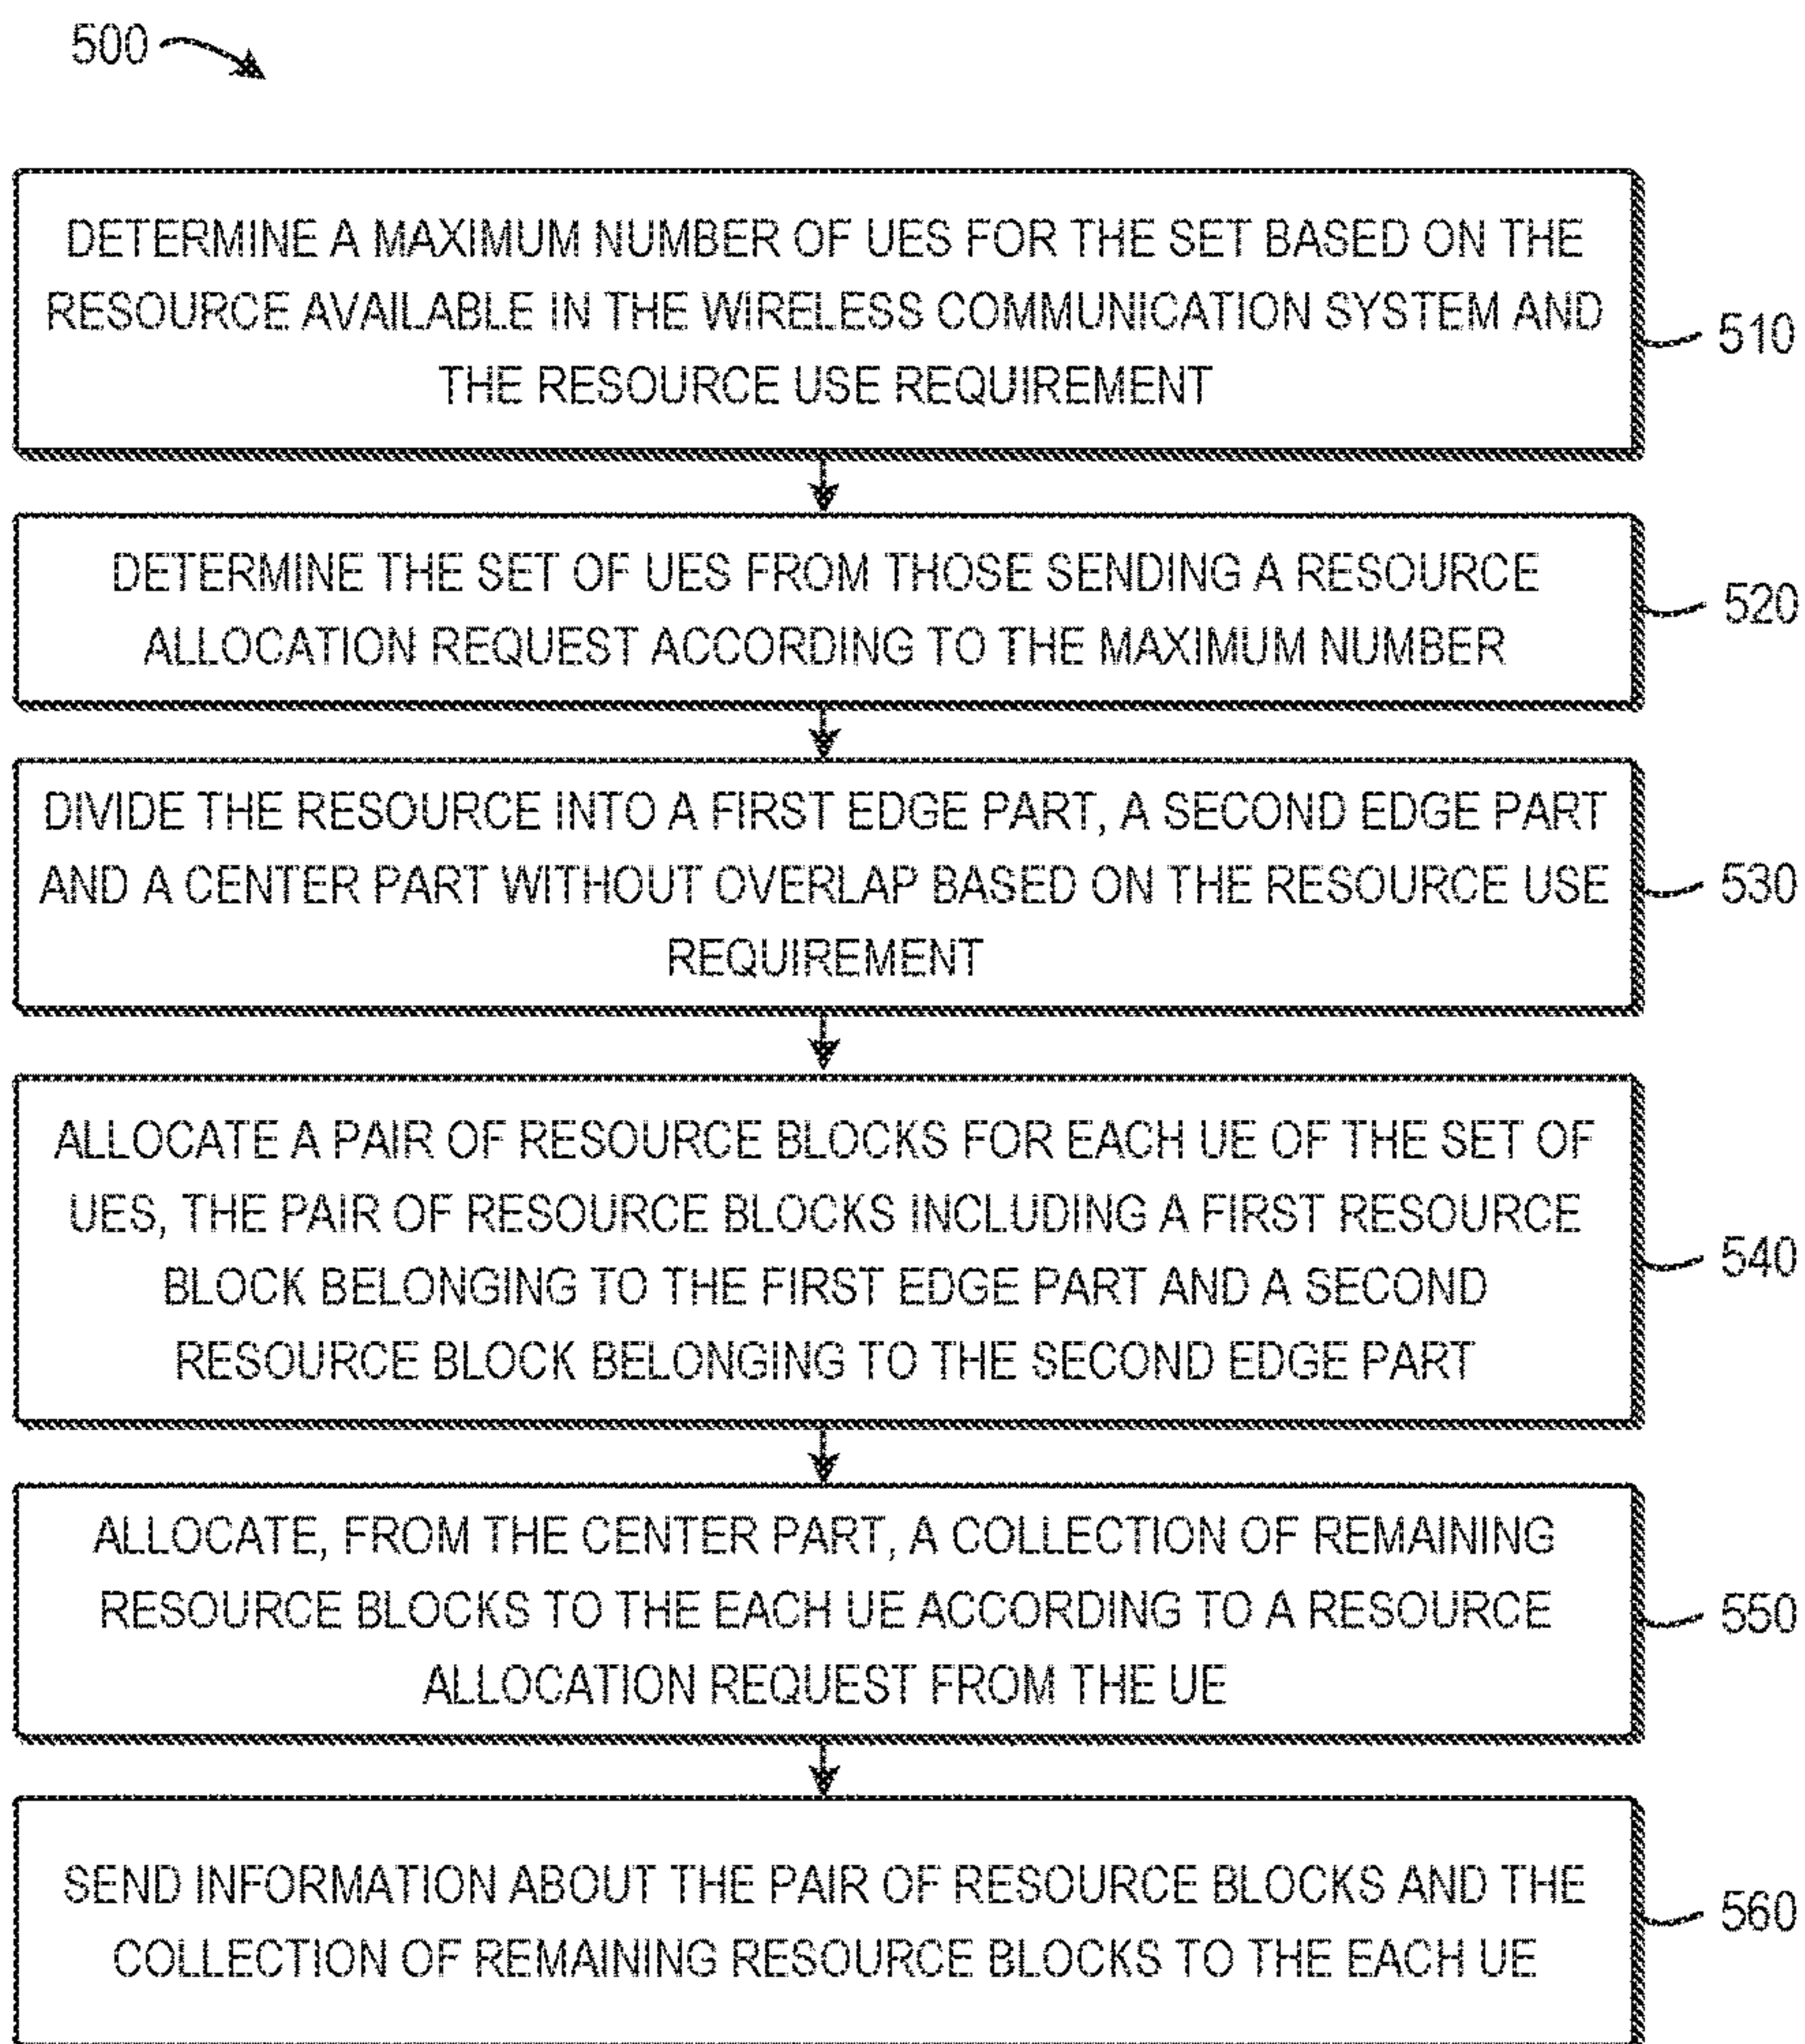 500
DETERMINE A MAXIMUM NUMBER OF UES FOR THE SET BASED ON THE
RESOURCE AVAILABLE IN THE WIRELESS COMMUNICATION SYSTEM AND
THE RESOURCE USE REQUIREMENT
510
DETERMINE THE SET OF UES FROM THOSE SENDING A RESOURCE
ALLOCATION REQUEST ACCORDING TO THE MAXIMUM NUMBER
520
DIVIDE THE RESOURCE INTO A FIRST EDGE PART, A SECOND EDGE PART
AND A CENTER PART WITHOUT OVERLAP BASED ON THE RESOURCE USE
REQUIREMENT
530
ALLOCATE A PAIR OF RESOURCE BLOCKS FOR EACH UE OF THE SET OF
UES, THE PAIR OF RESOURCE BLOCKS INCLUDING A FIRST RESOURCE
BLOCK BELONGING TO THE FIRST EDGE PART AND A SECOND
RESOURCE BLOCK BELONGING TO THE SECOND EDGE PART
540
ALLOCATE, FROM THE CENTER PART, A COLLECTION OF REMAINING
RESOURCE BLOCKS TO THE EACH UE ACCORDING TO A RESOURCE
ALLOCATION REQUEST FROM THE UE
550
SEND INFORMATION ABOUT THE PAIR OF RESOURCE BLOCKS AND THE
COLLECTION OF REMAINING RESOURCE BLOCKS TO THE EACH UE
560